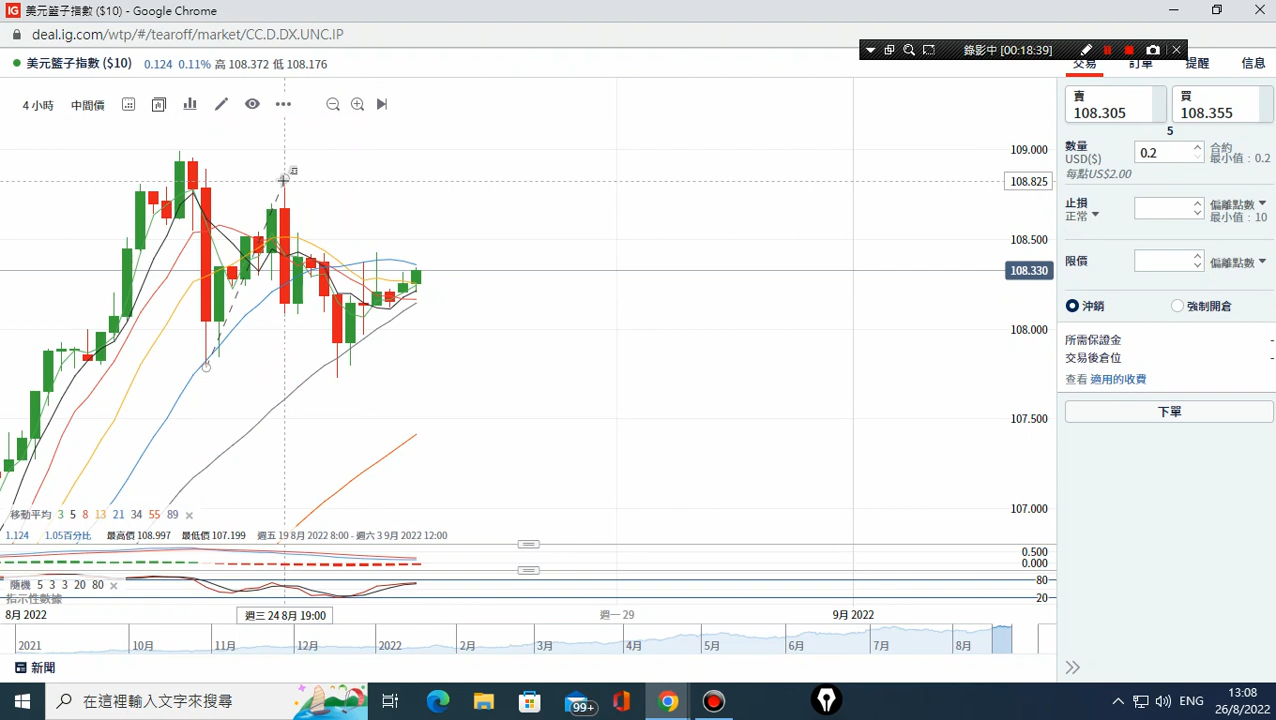 IG 美元籃子指數 ($10) - Google Chrome
deal.ig.com/wtp/#/tearoff/market/CC.D.DX.UNC.IP
錄影中 [00:18:39]
美元籃子指數 ($10) 0.124 0.11% 高 108.372 低 108.176
交易 訂單 提醒 信息
4 小時 中間價
賣 108.305
買 108.355
5
數量 USD($) 0.2 合約 最小值 : 0.2
每點US$2.00
止損 正常 偏離點數 最小值 : 10
限價 偏離點數
沖銷 強制開倉
所需保證金 -
交易後倉位 -
查看 適用的收費
下單
109.000
108.825
108.500
108.330
108.000
107.500
107.000
移動平均 3 5 8 13 21 34 55 89
1.124 1.05百分比 最高價 108.997 最低價 107.199 週五 19 8月 2022 8:00 - 週六 3 9月 2022 12:00
0.500
0.000
隨機 5 3 3 20 80
80
20
指示性數據
8月 2022 週三 24 8月 19:00 週一 29 9月 2022
2021 10月 11月 12月 2022 2月 3月 4月 5月 6月 7月 8月
新聞
在這裡輸入文字來搜尋
99+
ENG
13:08
26/8/2022